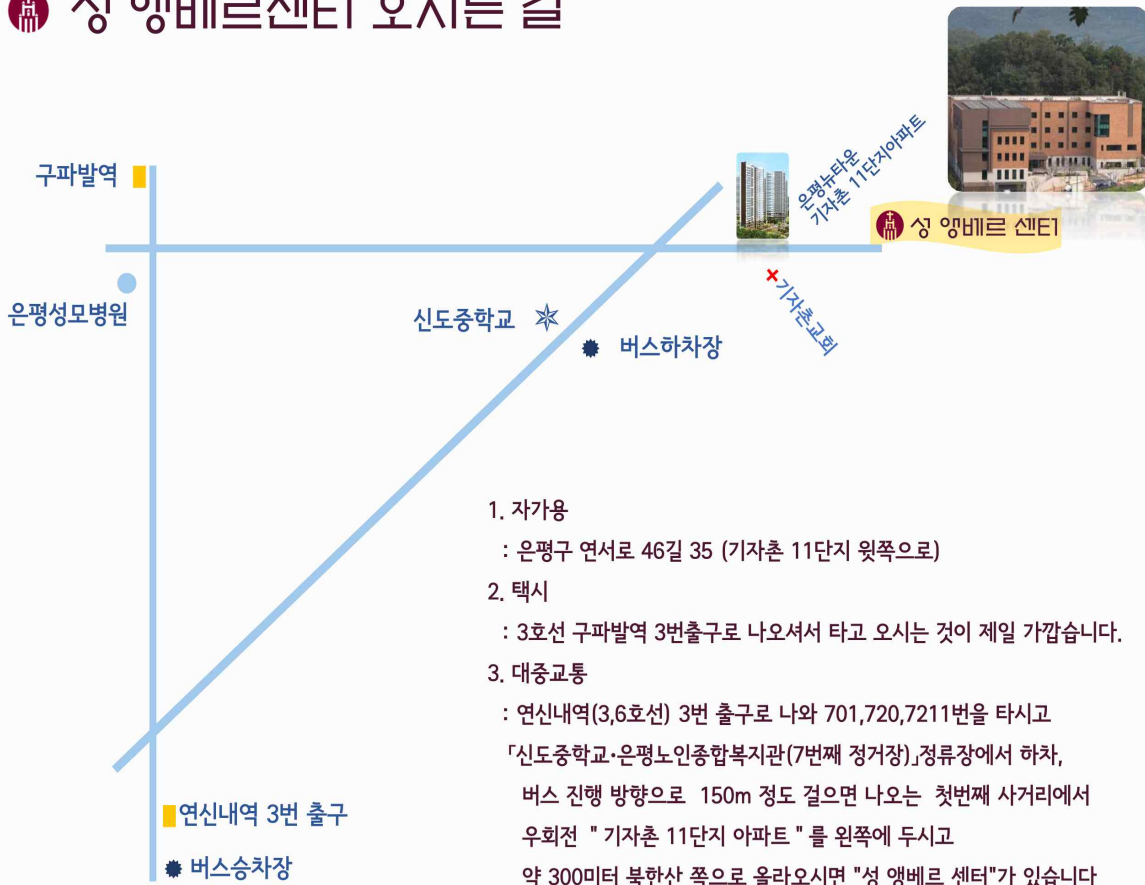 성 앵베르센터 오시는 길
구파발역
은평뉴타운
기자촌 11단지아파트
성 앵베르 센터
은평성모병원
신도중학교
버스하차장
기자촌교회
1. 자가용
: 은평구 연서로 46길 35 (기자촌 11단지 윗쪽으로)
2. 택시
: 3호선 구파발역 3번출구로 나오셔서 타고 오시는 것이 제일 가깝습니다.
3. 대중교통
: 연신내역(3,6호선) 3번 출구로 나와 701,720,7211번을 타시고
「신도중학교·은평노인종합복지관(7번째 정거장)」정류장에서 하차,
버스 진행 방향으로 150m 정도 걸으면 나오는 첫번째 사거리에서
우회전 " 기자촌 11단지 아파트 " 를 왼쪽에 두시고
약 300미터 북한산 쪽으로 올라오시면 "성 앵베르 센터"가 있습니다
연신내역 3번 출구
버스승차장